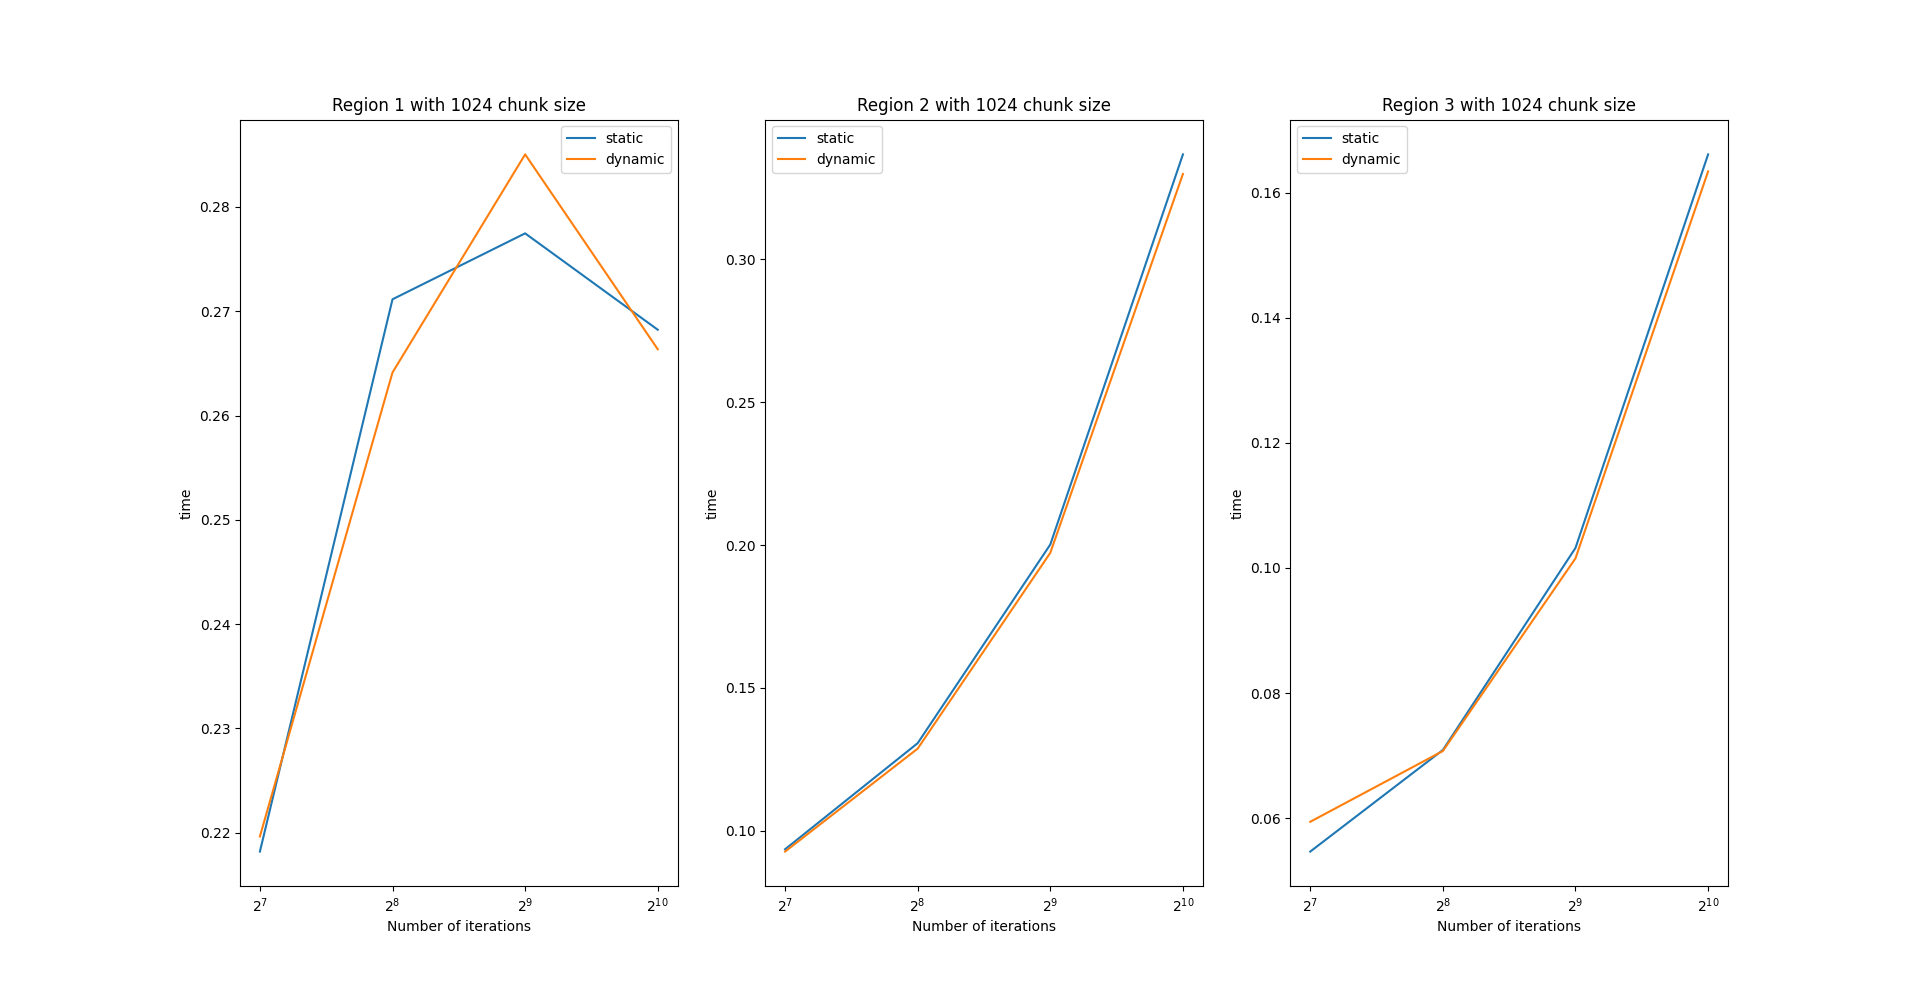 Region 1 with 1024 chunk size
static
dynamic
0.28
0.27
0.26
0.25
0.24
0.23
0.22
time
2^7 2^8 2^9 2^10
Number of iterations
Region 2 with 1024 chunk size
static
dynamic
0.30
0.25
0.20
0.15
0.10
time
2^7 2^8 2^9 2^10
Number of iterations
Region 3 with 1024 chunk size
static
dynamic
0.16
0.14
0.12
0.10
0.08
0.06
time
2^7 2^8 2^9 2^10
Number of iterations